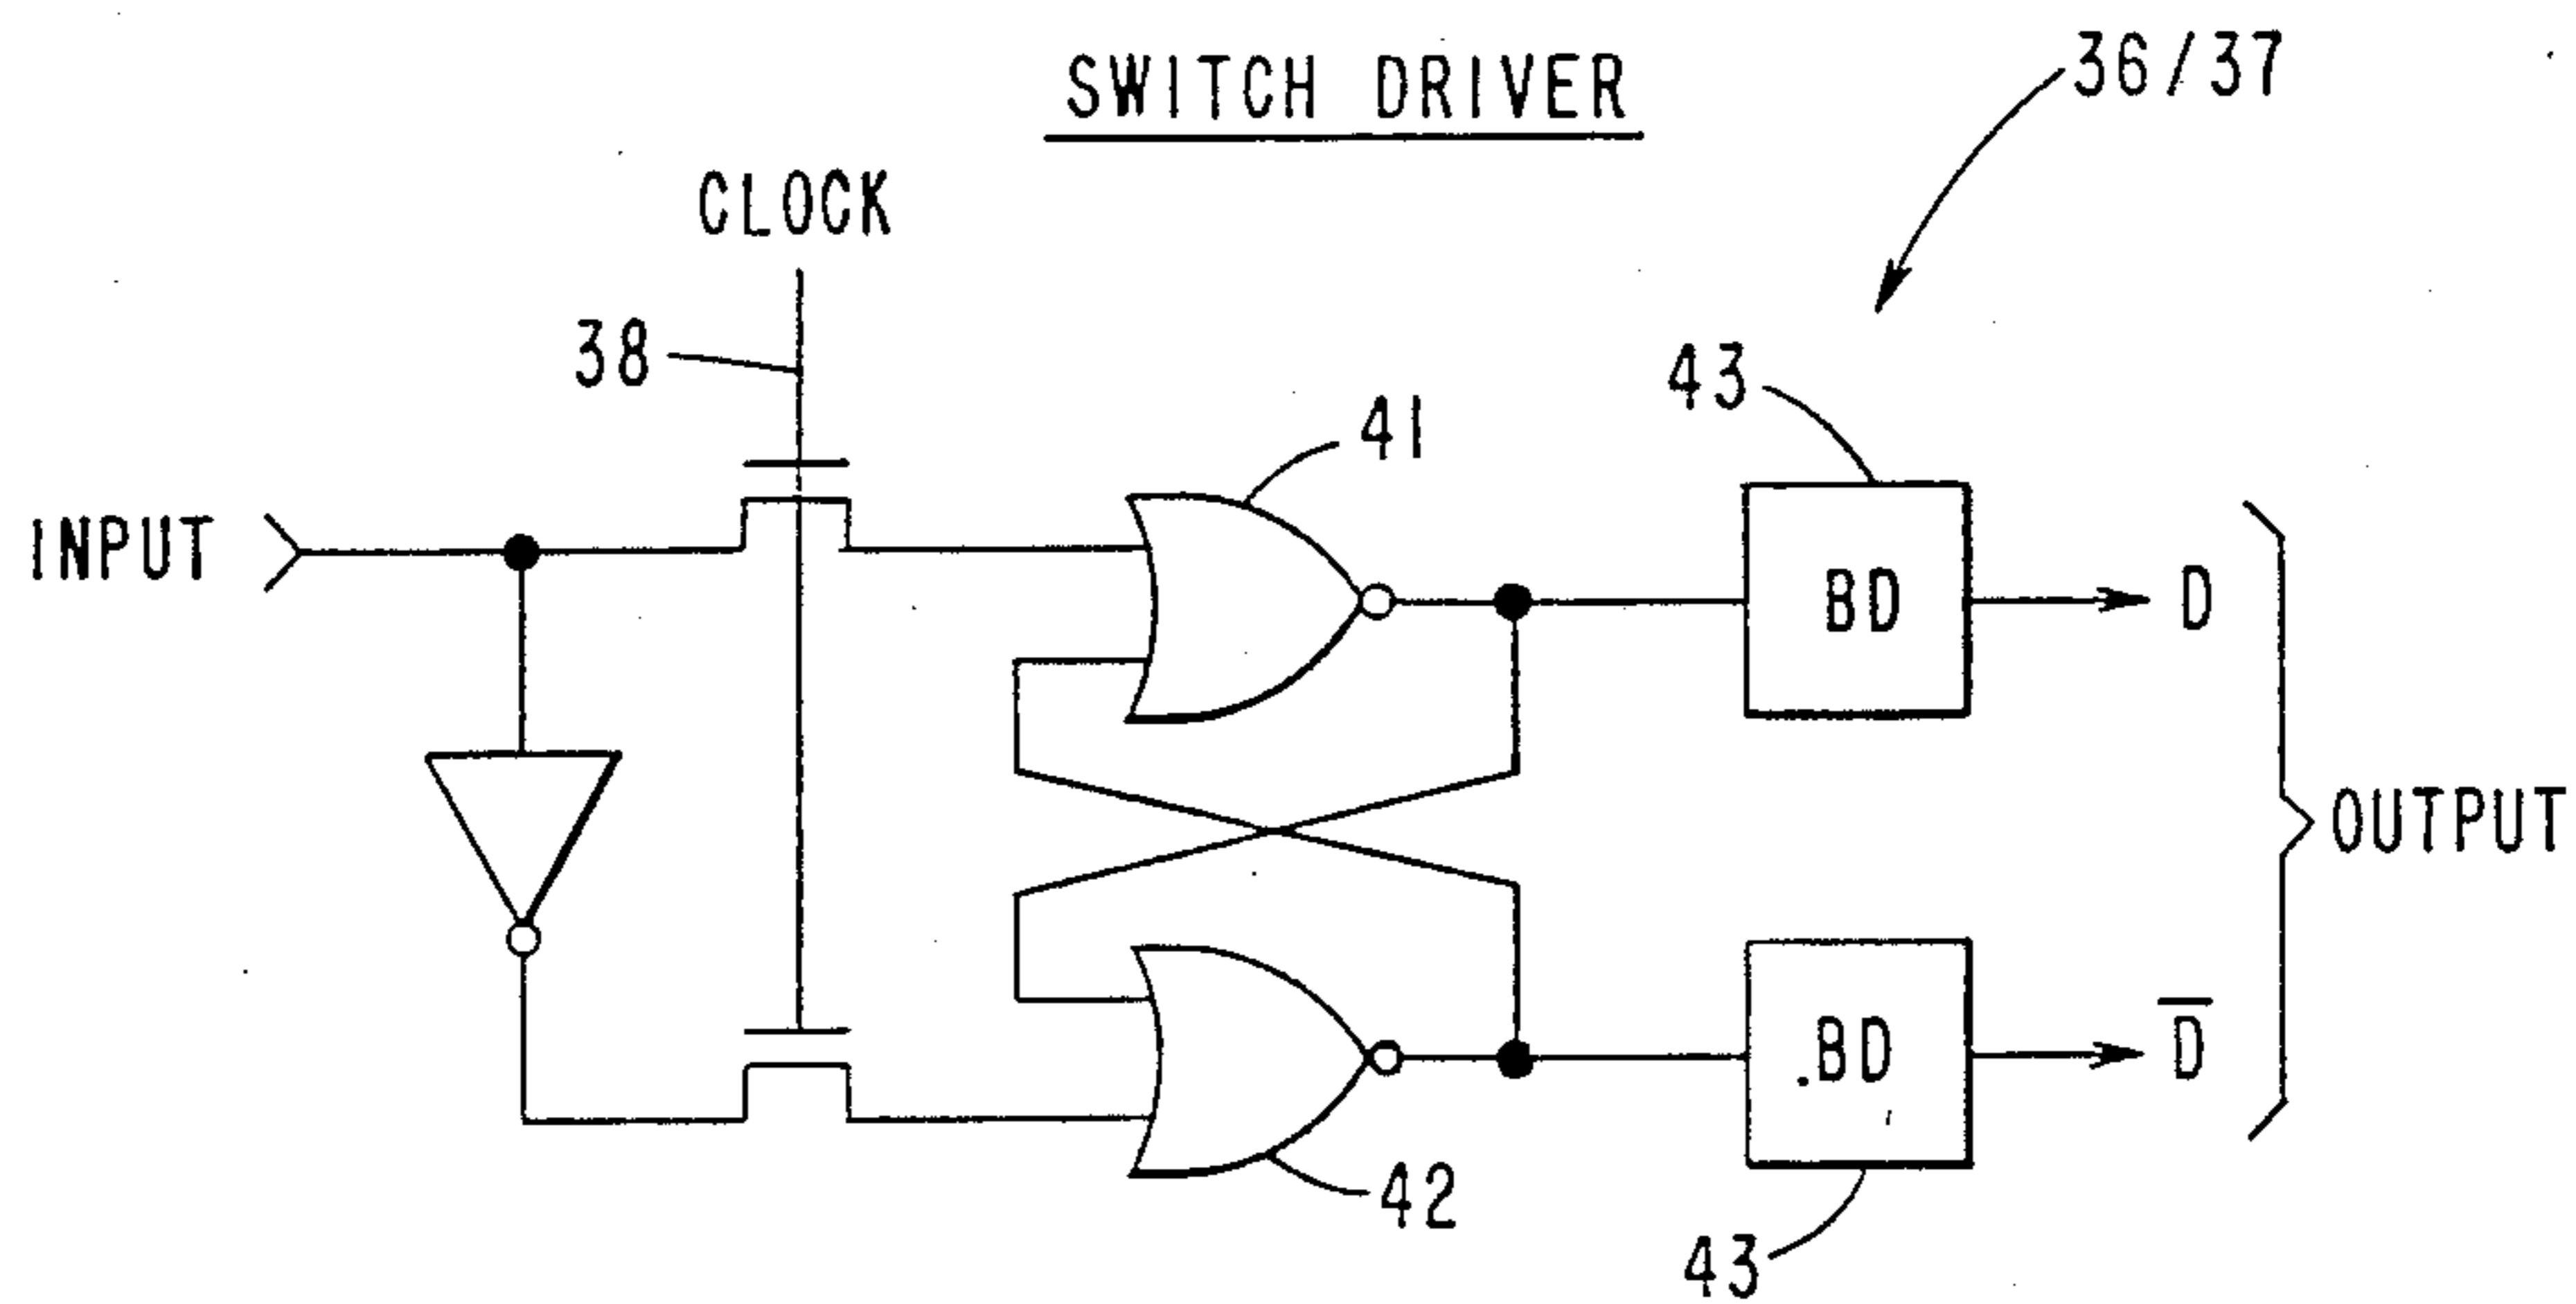 SWITCH DRIVER
36/37
CLOCK
38
43
41
INPUT
BD
D
OUTPUT
.BD
D̅
42
43